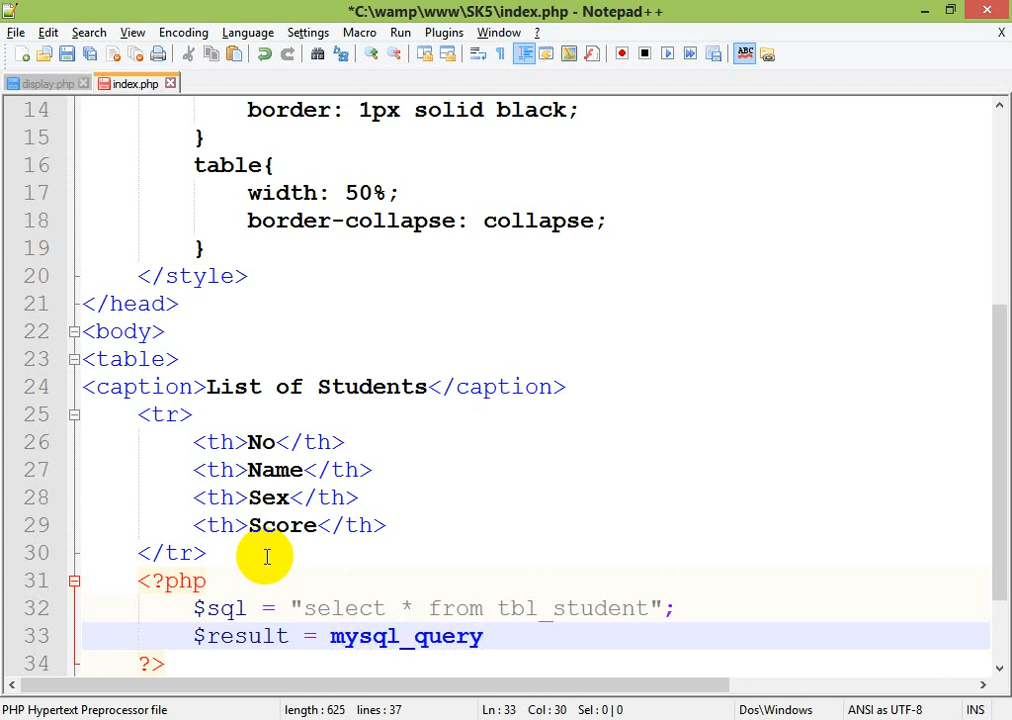 *C:\wamp\www\SK5\index.php - Notepad++
File Edit Search View Encoding Language Settings Macro Run Plugins Window ? X
display.php index.php
14 border: 1px solid black;
15 }
16 table{
17 width: 50%;
18 border-collapse: collapse;
19 }
20 </style>
21 </head>
22 <body>
23 <table>
24 <caption>List of Students</caption>
25 <tr>
26 <th>No</th>
27 <th>Name</th>
28 <th>Sex</th>
29 <th>Score</th>
30 </tr>
31 <?php
32 $sql = "select * from tbl_student";
33 $result = mysql_query
34 ?>
PHP Hypertext Preprocessor file length : 625 lines : 37 Ln : 33 Col : 30 Sel : 0 | 0 Dos\Windows ANSI as UTF-8 INS